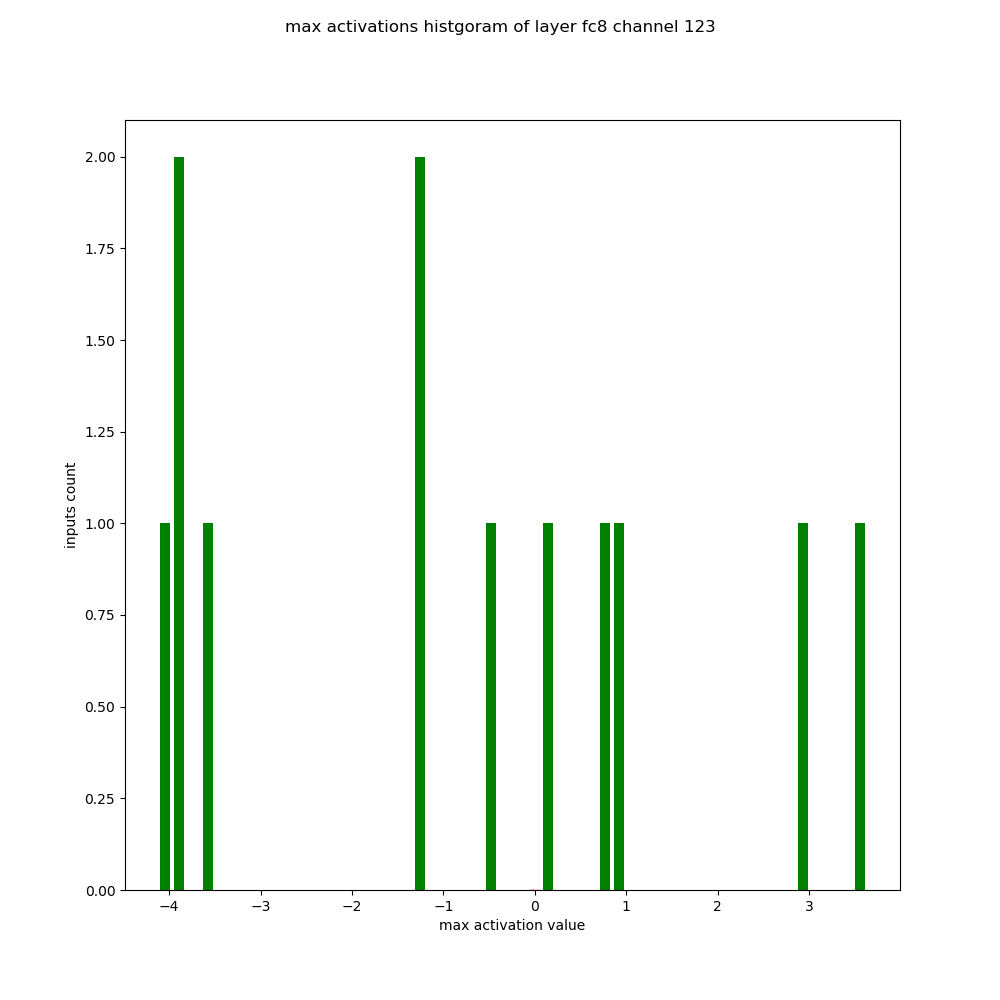 max activations histgoram of layer fc8 channel 123
2.00
1.75
1.50
1.25
1.00
0.75
0.50
0.25
0.00
inputs count
−4 −3 −2 −1 0 1 2 3
max activation value